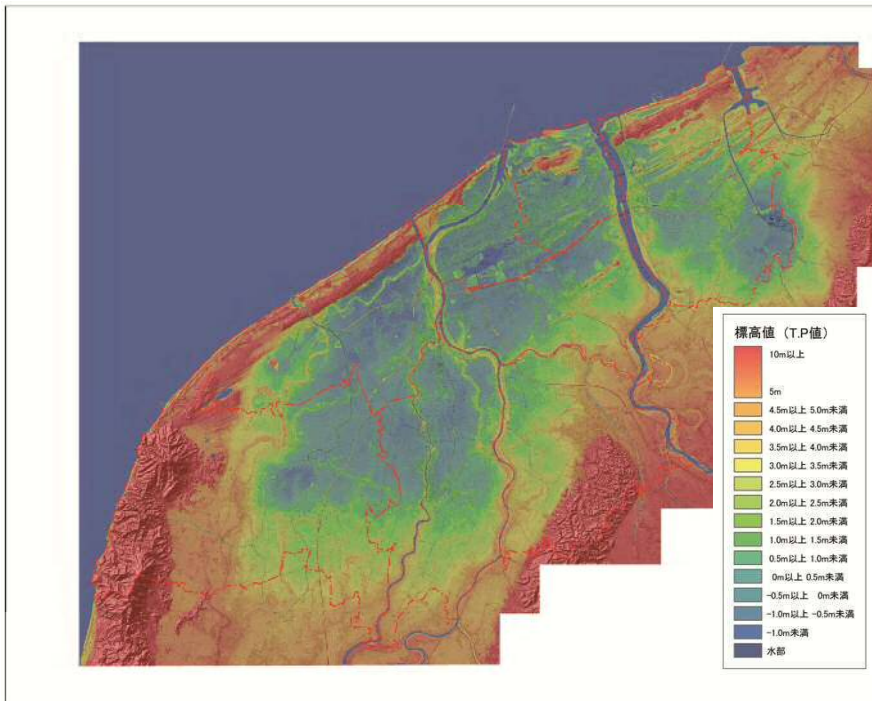 標高値（T.P値）
10m以上
5m
4.5m以上 5.0m未満
4.0m以上 4.5m未満
3.5m以上 4.0m未満
3.0m以上 3.5m未満
2.5m以上 3.0m未満
2.0m以上 2.5m未満
1.5m以上 2.0m未満
1.0m以上 1.5m未満
0.5m以上 1.0m未満
0m以上 0.5m未満
-0.5m以上 0m未満
-1.0m以上 -0.5m未満
-1.0m未満
水部